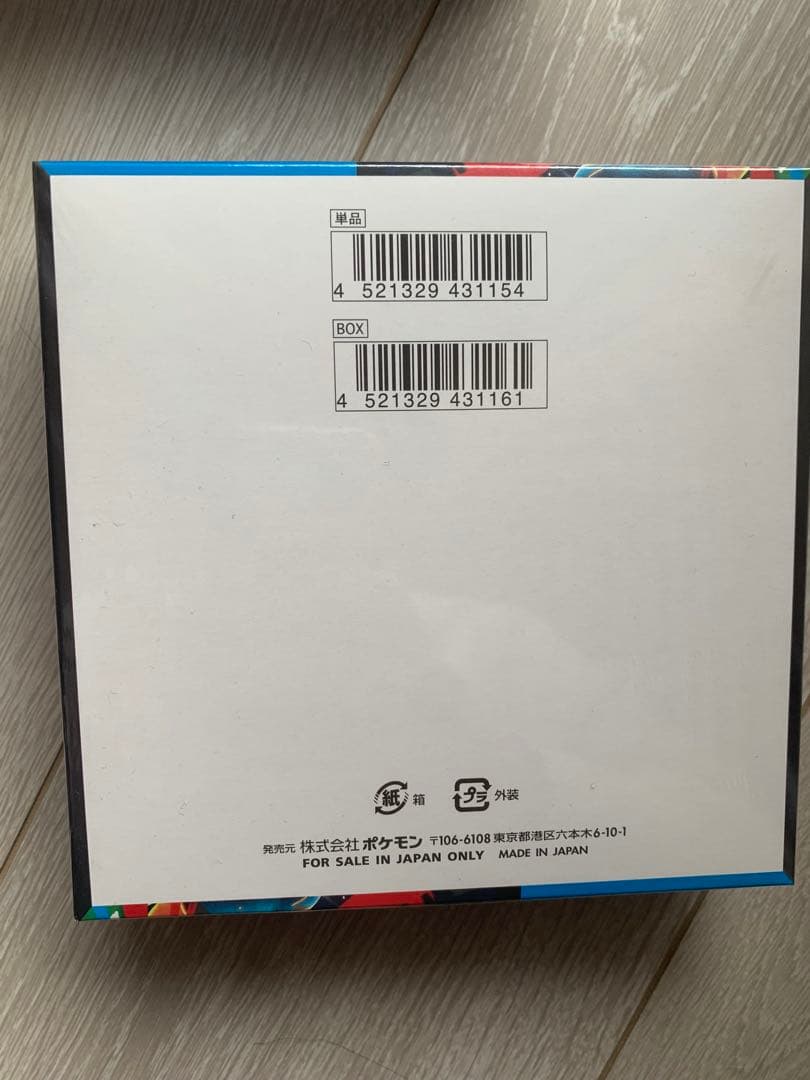 単品
4 521329 431154
BOX
4 521329 431161
紙 箱 プラ 外装
発売元 株式会社 ポケモン 〒106-6108 東京都港区六本木6-10-1
FOR SALE IN JAPAN ONLY MADE IN JAPAN